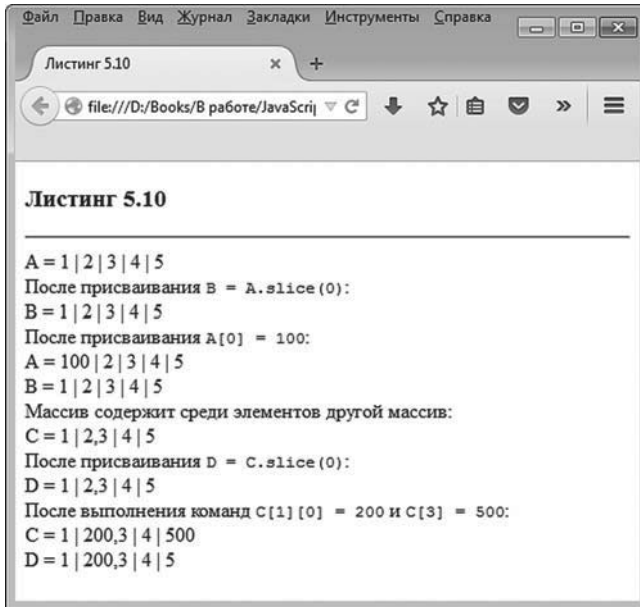 Файл Правка Вид Журнал Закладки Инструменты Справка
Листинг 5.10
file:///D:/Books/В работе/JavaScrip
Листинг 5.10
A = 1 | 2 | 3 | 4 | 5
После присваивания B = A.slice(0):
B = 1 | 2 | 3 | 4 | 5
После присваивания A[0] = 100:
A = 100 | 2 | 3 | 4 | 5
B = 1 | 2 | 3 | 4 | 5
Массив содержит среди элементов другой массив:
C = 1 | 2,3 | 4 | 5
После присваивания D = C.slice(0):
D = 1 | 2,3 | 4 | 5
После выполнения команд C[1][0] = 200 и C[3] = 500:
C = 1 | 200,3 | 4 | 500
D = 1 | 200,3 | 4 | 5